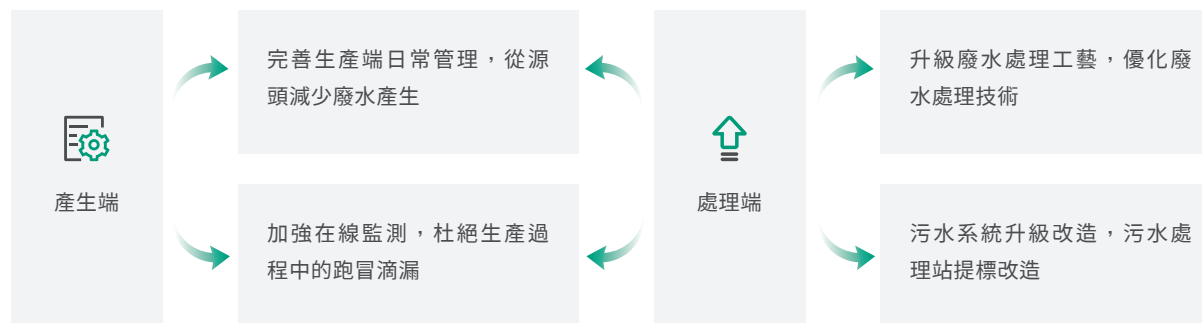 產生端
完善生產端日常管理，從源
頭減少廢水產生
加強在線監測，杜絕生產過
程中的跑冒滴漏
處理端
升級廢水處理工藝，優化廢
水處理技術
污水系統升級改造，污水處
理站提標改造